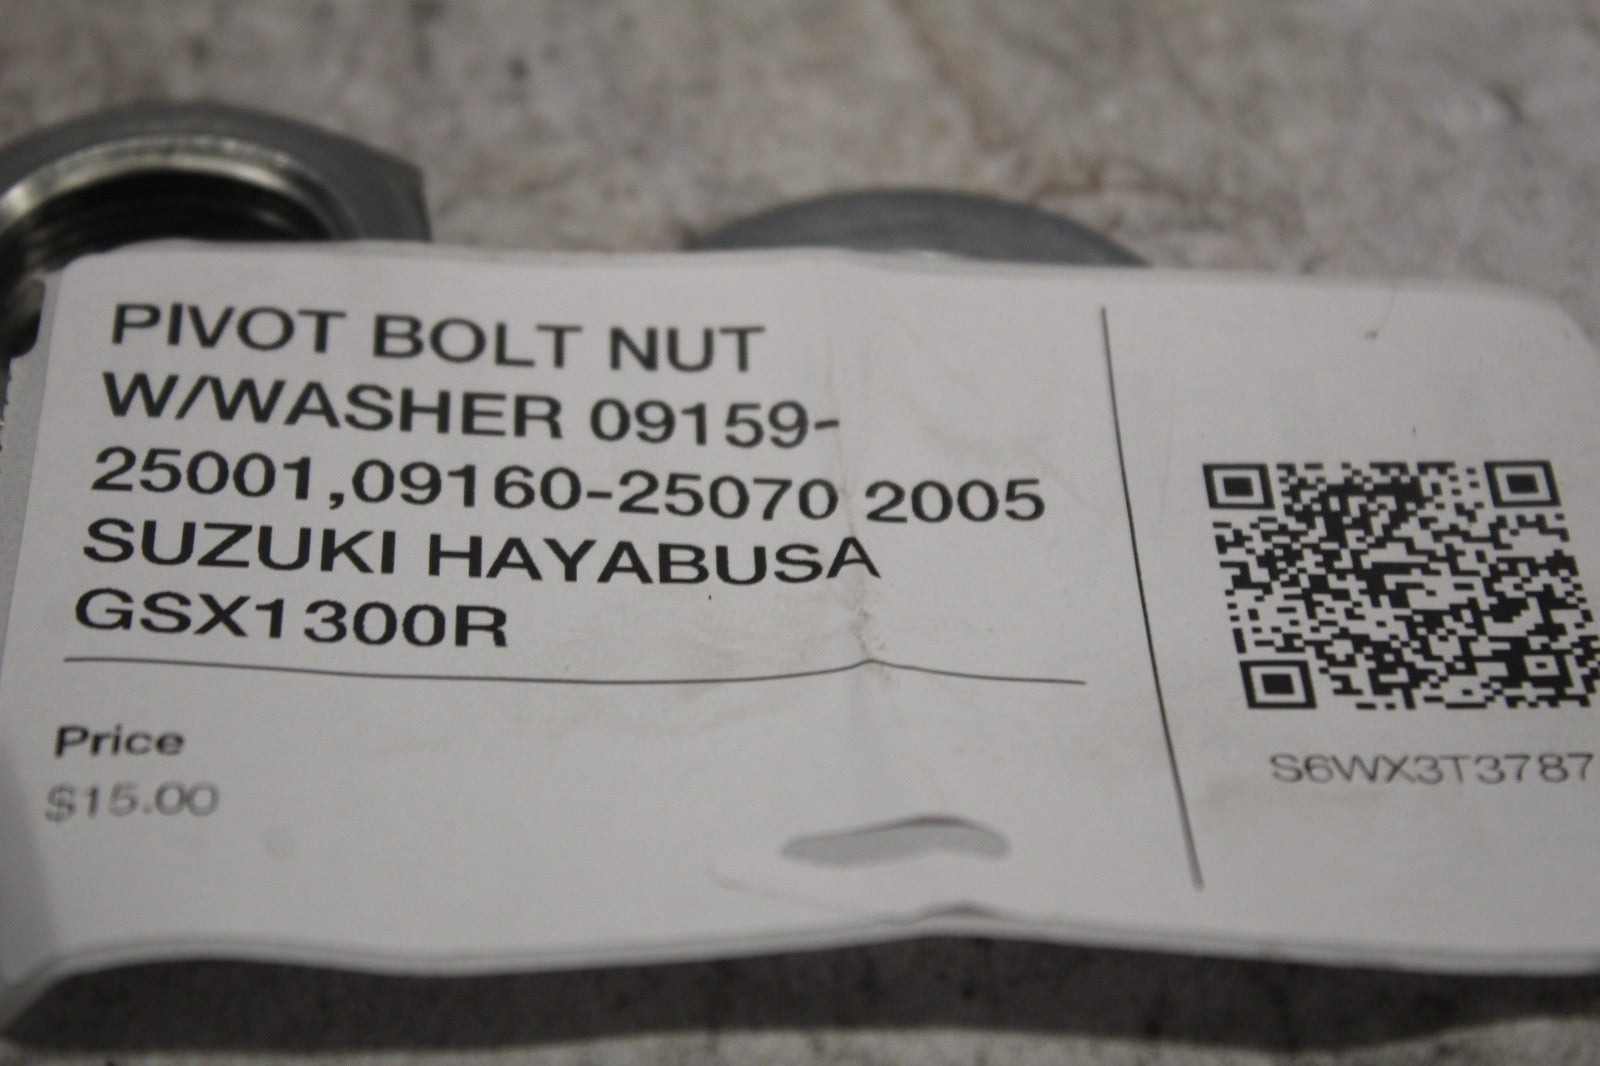 PIVOT BOLT NUT
W/WASHER 09159-
25001,09160-25070 2005
SUZUKI HAYABUSA
GSX1300R
Price
$15.00
S6WX3T3787